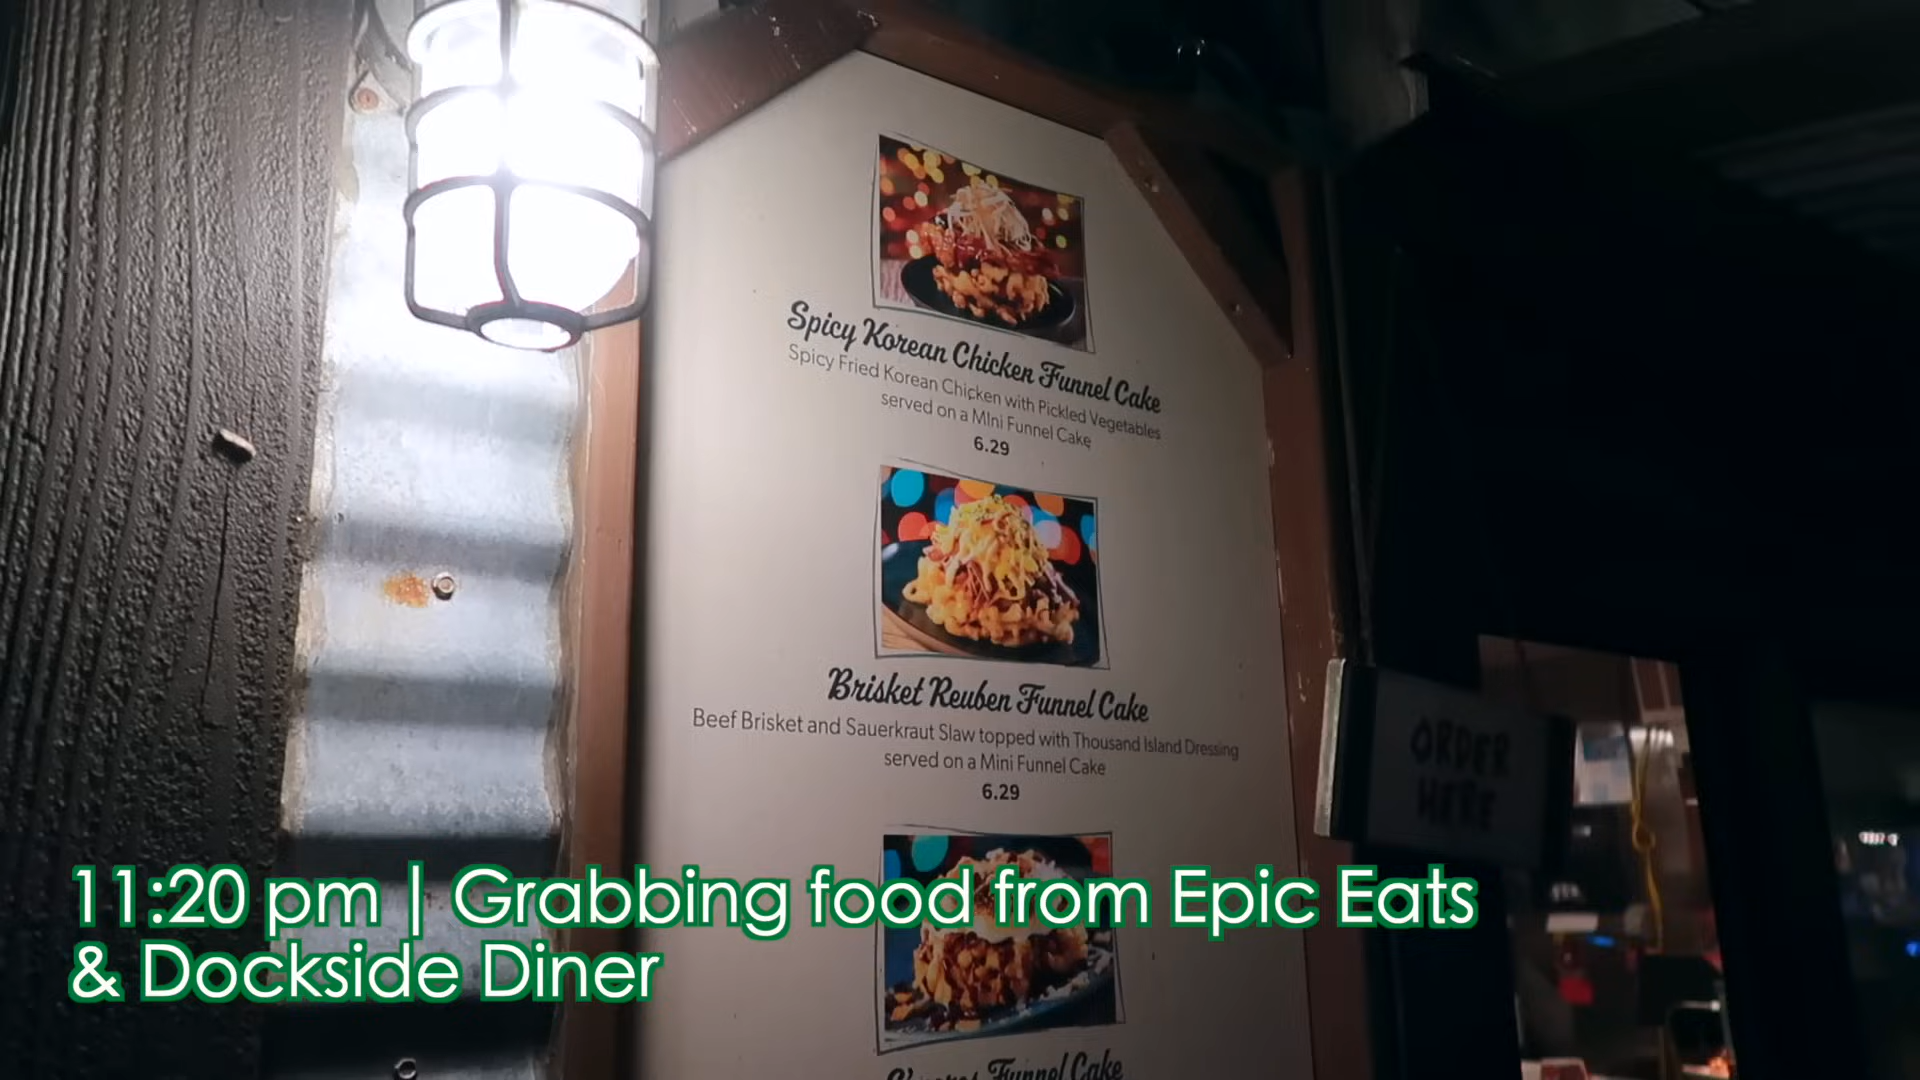 Spicy Korean Chicken Funnel Cake
Spicy Fried Korean Chicken with Pickled Vegetables
served on a MIni Funnel Cake
6.29
Brisket Reuben Funnel Cake
Beef Brisket and Sauerkraut Slaw topped with Thousand Island Dressing
served on a Mini Funnel Cake
6.29
ORDER
HERE
11:20 pm | Grabbing food from Epic Eats
& Dockside Diner
Funnel Cake